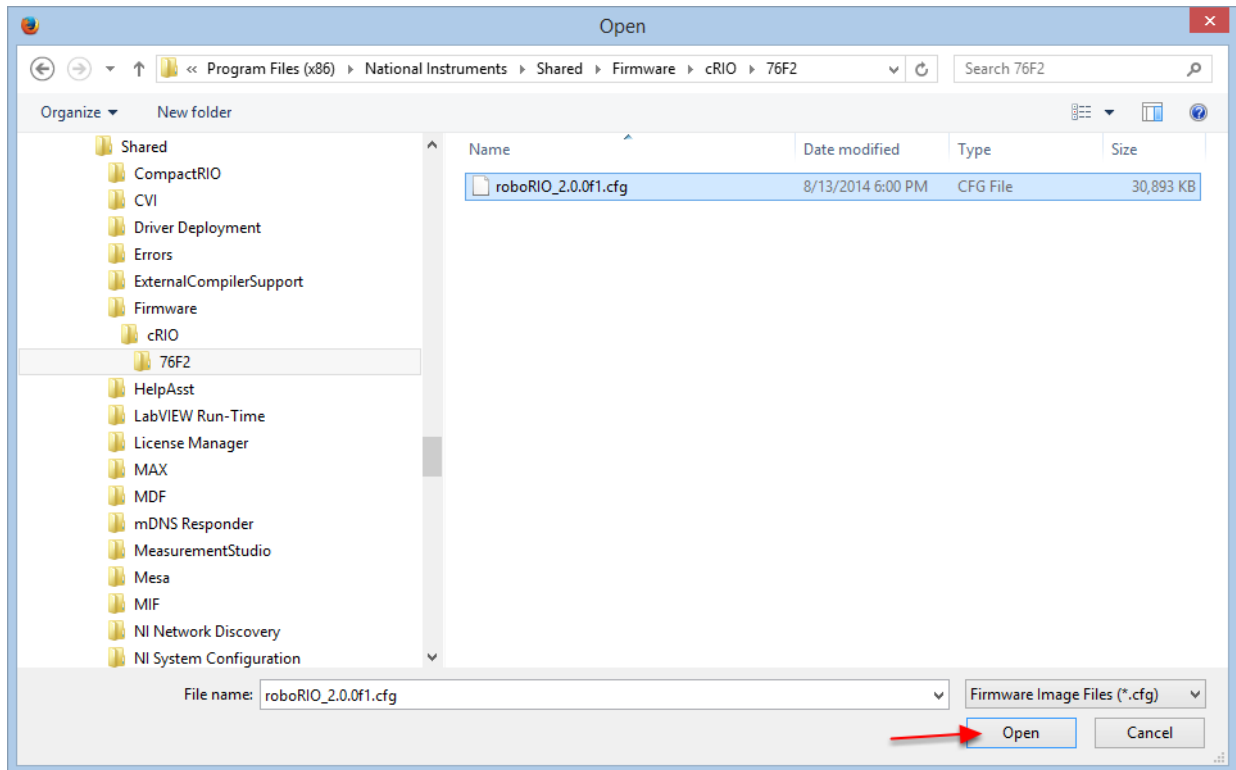 Open
« Program Files (x86) National Instruments Shared Firmware cRIO 76F2 Search 76F2
Organize New folder
Name Date modified Type Size
roboRIO_2.0.0f1.cfg 8/13/2014 6:00 PM CFG File 30,893 KB
Shared
CompactRIO
CVI
Driver Deployment
Errors
ExternalCompilerSupport
Firmware
cRIO
76F2
HelpAsst
LabVIEW Run-Time
License Manager
MAX
MDF
mDNS Responder
MeasurementStudio
Mesa
MIF
NI Network Discovery
NI System Configuration
File name: roboRIO_2.0.0f1.cfg Firmware Image Files (*.cfg)
Open Cancel